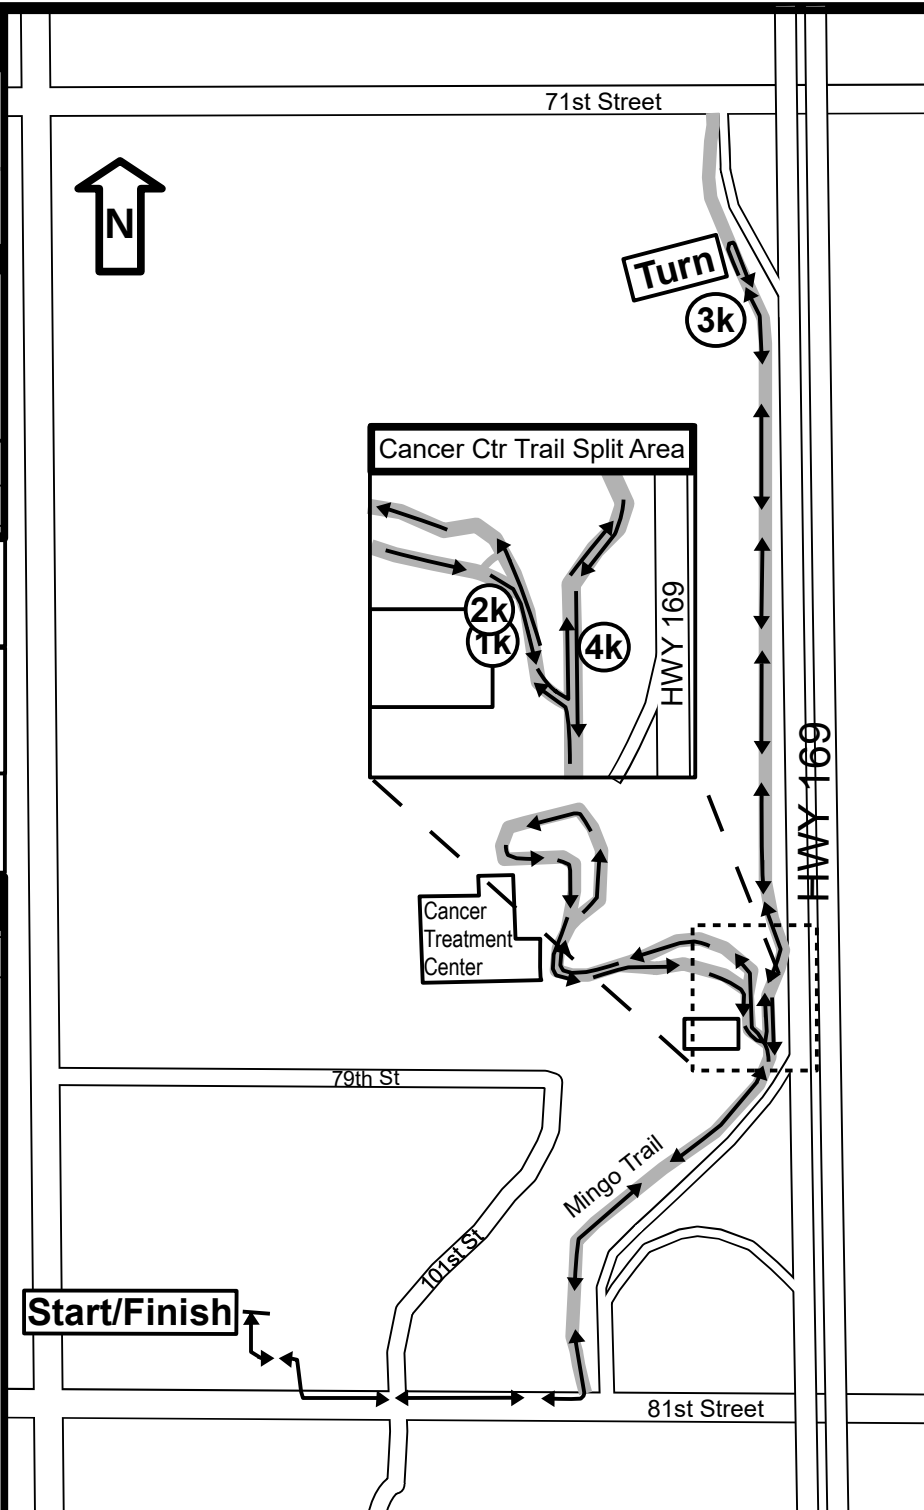 71st Street
N
Turn
3k
Cancer Ctr Trail Split Area
2k
1k
4k
HWY 169
HWY 169
Cancer
Treatment
Center
79th St
Mingo Trail
101st St
Start/Finish
81st Street